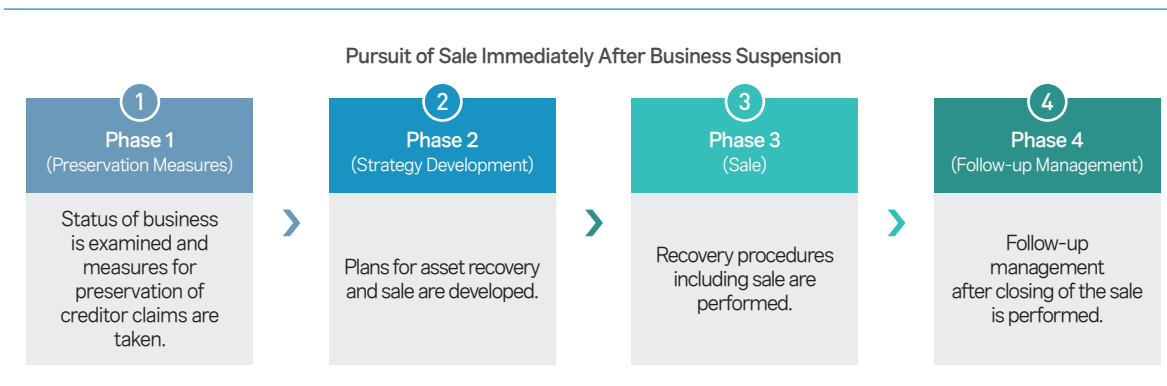 Pursuit of Sale Immediately After Business Suspension
1
Phase 1
(Preservation Measures)
Status of business
is examined and
measures for
preservation of
creditor claims are
taken.
2
Phase 2
(Strategy Development)
Plans for asset recovery
and sale are developed.
3
Phase 3
(Sale)
Recovery procedures
including sale are
performed.
4
Phase 4
(Follow-up Management)
Follow-up
management
after closing of the sale
is performed.